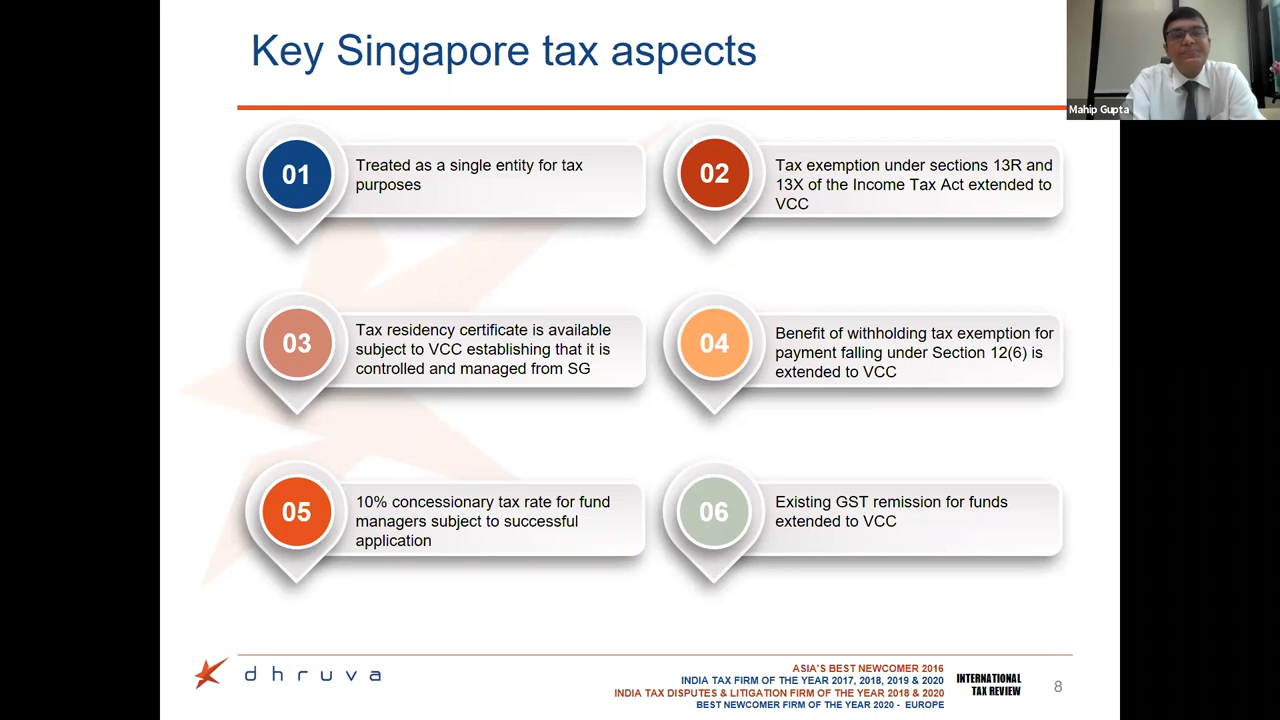 Key Singapore tax aspects
Mahip Gupta
01
Treated as a single entity for tax
purposes
02
Tax exemption under sections 13R and
13X of the Income Tax Act extended to
VCC
03
Tax residency certificate is available
subject to VCC establishing that it is
controlled and managed from SG
04
Benefit of withholding tax exemption for
payment falling under Section 12(6) is
extended to VCC
05
10% concessionary tax rate for fund
managers subject to successful
application
06
Existing GST remission for funds
extended to VCC
dhruva
ASIA'S BEST NEWCOMER 2016
INDIA TAX FIRM OF THE YEAR 2017, 2018, 2019 & 2020
INDIA TAX DISPUTES & LITIGATION FIRM OF THE YEAR 2018 & 2020
BEST NEWCOMER FIRM OF THE YEAR 2020 - EUROPE
INTERNATIONAL
TAX REVIEW
8